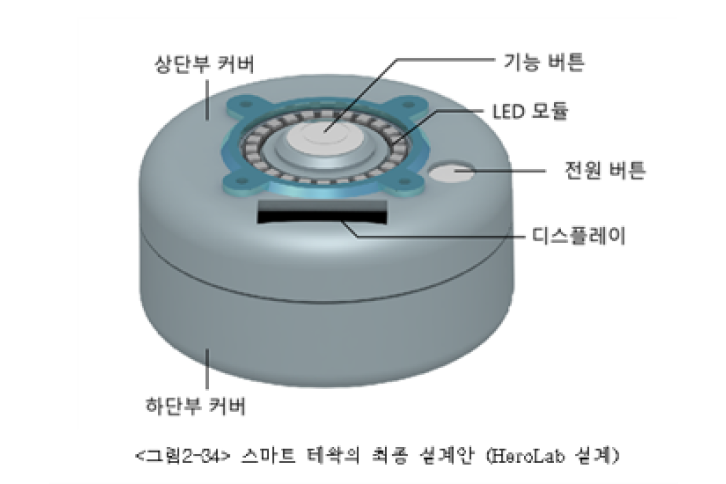 상단부 커버
기능 버튼
LED 모듈
전원 버튼
디스플레이
하단부 커버
<그림2-34> 스마트 테왁의 최종 설계안 (HeroLab 설계)